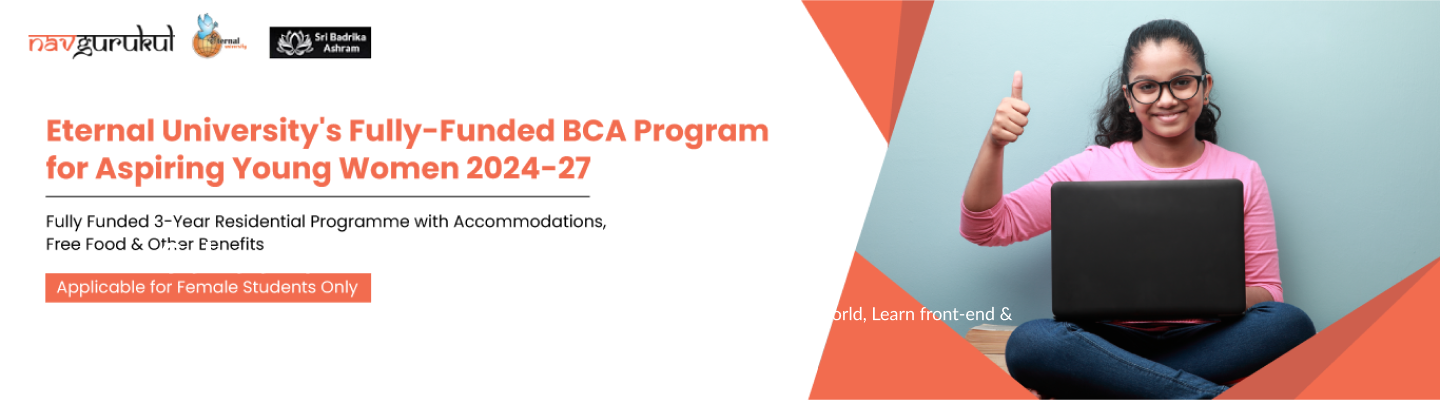 navgurukul
Eternal
university
Sri Badrika
Ashram
Eternal University's Fully-Funded BCA Program
for Aspiring Young Women 2024-27
Fully Funded 3-Year Residential Programme with Accommodations,
Free Food & Other Benefits
Applicable for Female Students Only
orld, Learn front-end &